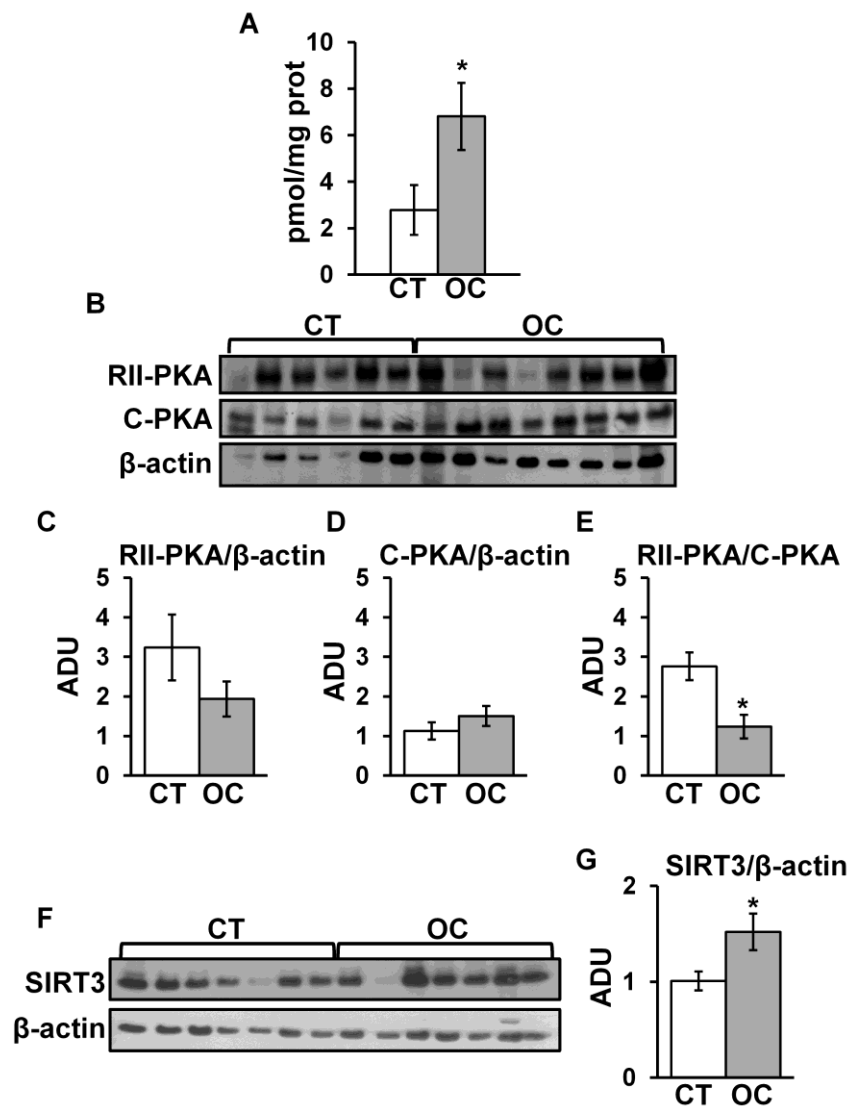 A
10
8
6
4
2
0
pmol/mg prot
*
CT OC
B
CT OC
RII-PKA
C-PKA
β-actin
C
RII-PKA/β-actin
5
4
3
2
1
0
ADU
CT OC
D
C-PKA/β-actin
5
4
3
2
1
0
ADU
CT OC
E
RII-PKA/C-PKA
5
4
3
2
1
0
ADU
*
CT OC
F
CT OC
SIRT3
β-actin
G
SIRT3/β-actin
2
1
0
ADU
*
CT OC